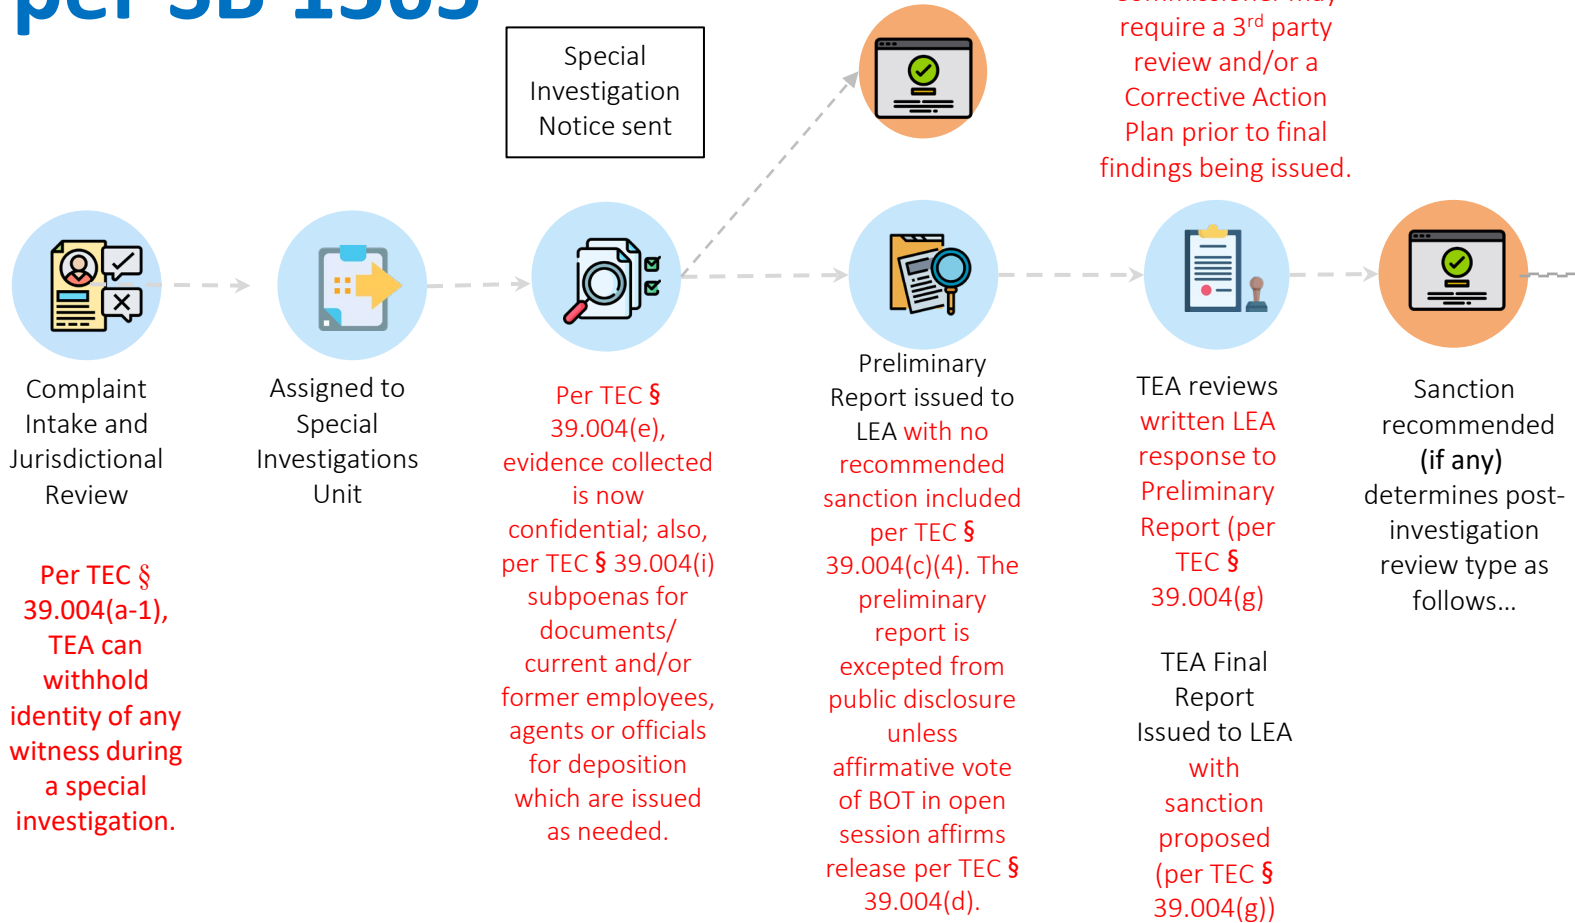 per SB 1365
Special
Investigation
Notice sent
Commissioner may
require a 3rd party
review and/or a
Corrective Action
Plan prior to final
findings being issued.
Complaint
Intake and
Jurisdictional
Review
Per TEC §
39.004(a-1),
TEA can
withhold
identity of any
witness during
a special
investigation.
Assigned to
Special
Investigations
Unit
Per TEC §
39.004(e),
evidence collected
is now
confidential; also,
per TEC § 39.004(i)
subpoenas for
documents/
current and/or
former employees,
agents or officials
for deposition
which are issued
as needed.
Preliminary
Report issued to
LEA with no
recommended
sanction included
per TEC §
39.004(c)(4). The
preliminary
report is
excepted from
public disclosure
unless
affirmative vote
of BOT in open
session affirms
release per TEC §
39.004(d).
TEA reviews
written LEA
response to
Preliminary
Report (per
TEC §
39.004(g)
TEA Final
Report
Issued to LEA
with
sanction
proposed
(per TEC §
39.004(g))
Sanction
recommended
(if any)
determines post-
investigation
review type as
follows...